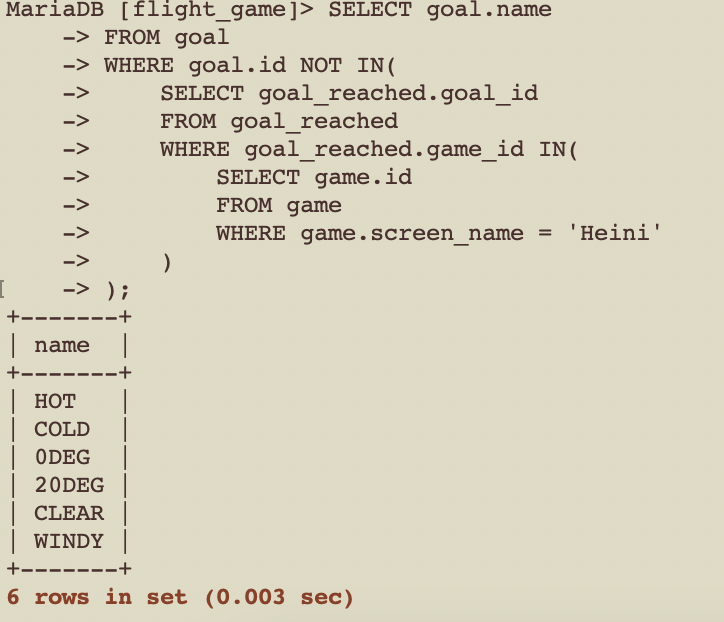 MariaDB [flight_game]> SELECT goal.name
    -> FROM goal
    -> WHERE goal.id NOT IN(
    ->     SELECT goal_reached.goal_id
    ->     FROM goal_reached
    ->     WHERE goal_reached.game_id IN(
    ->         SELECT game.id
    ->         FROM game
    ->         WHERE game.screen_name = 'Heini'
    ->     )
    -> );
+-------+
| name  |
+-------+
| HOT   |
| COLD  |
| 0DEG  |
| 20DEG |
| CLEAR |
| WINDY |
+-------+
6 rows in set (0.003 sec)